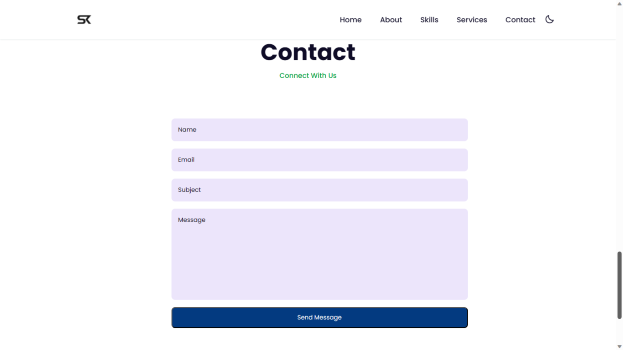 SK
Home About Skills Services Contact
Contact
Connect With Us
Name
Email
Subject
Message
Send Message